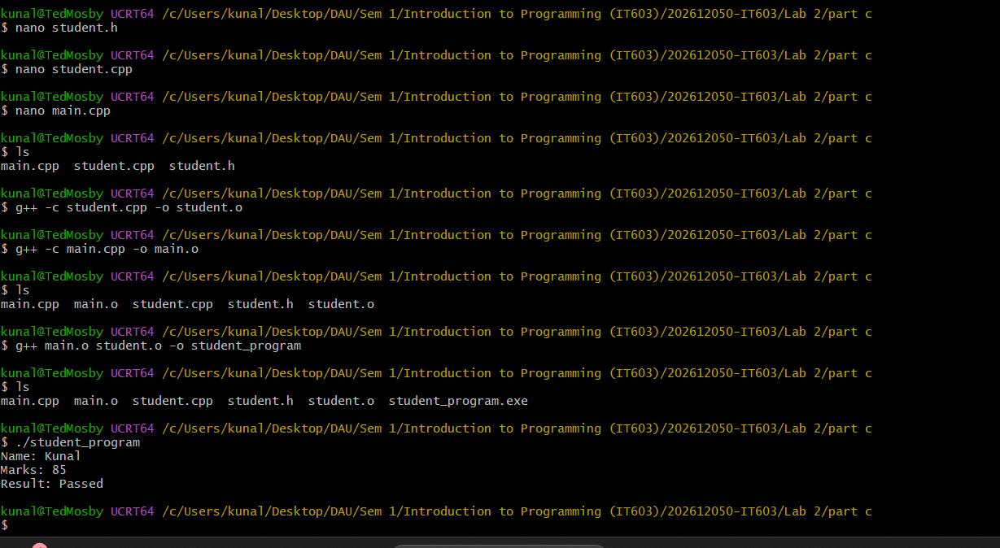 kunal@TedMosby UCRT64 /c/Users/kunal/Desktop/DAU/Sem 1/Introduction to Programming (IT603)/202612050-IT603/Lab 2/part c
$ nano student.h
kunal@TedMosby UCRT64 /c/Users/kunal/Desktop/DAU/Sem 1/Introduction to Programming (IT603)/202612050-IT603/Lab 2/part c
$ nano student.cpp
kunal@TedMosby UCRT64 /c/Users/kunal/Desktop/DAU/Sem 1/Introduction to Programming (IT603)/202612050-IT603/Lab 2/part c
$ nano main.cpp
kunal@TedMosby UCRT64 /c/Users/kunal/Desktop/DAU/Sem 1/Introduction to Programming (IT603)/202612050-IT603/Lab 2/part c
$ ls
main.cpp  student.cpp  student.h
kunal@TedMosby UCRT64 /c/Users/kunal/Desktop/DAU/Sem 1/Introduction to Programming (IT603)/202612050-IT603/Lab 2/part c
$ g++ -c student.cpp -o student.o
kunal@TedMosby UCRT64 /c/Users/kunal/Desktop/DAU/Sem 1/Introduction to Programming (IT603)/202612050-IT603/Lab 2/part c
$ g++ -c main.cpp -o main.o
kunal@TedMosby UCRT64 /c/Users/kunal/Desktop/DAU/Sem 1/Introduction to Programming (IT603)/202612050-IT603/Lab 2/part c
$ ls
main.cpp  main.o  student.cpp  student.h  student.o
kunal@TedMosby UCRT64 /c/Users/kunal/Desktop/DAU/Sem 1/Introduction to Programming (IT603)/202612050-IT603/Lab 2/part c
$ g++ main.o student.o -o student_program
kunal@TedMosby UCRT64 /c/Users/kunal/Desktop/DAU/Sem 1/Introduction to Programming (IT603)/202612050-IT603/Lab 2/part c
$ ls
main.cpp  main.o  student.cpp  student.h  student.o  student_program.exe
kunal@TedMosby UCRT64 /c/Users/kunal/Desktop/DAU/Sem 1/Introduction to Programming (IT603)/202612050-IT603/Lab 2/part c
$ ./student_program
Name: Kunal
Marks: 85
Result: Passed
kunal@TedMosby UCRT64 /c/Users/kunal/Desktop/DAU/Sem 1/Introduction to Programming (IT603)/202612050-IT603/Lab 2/part c
$